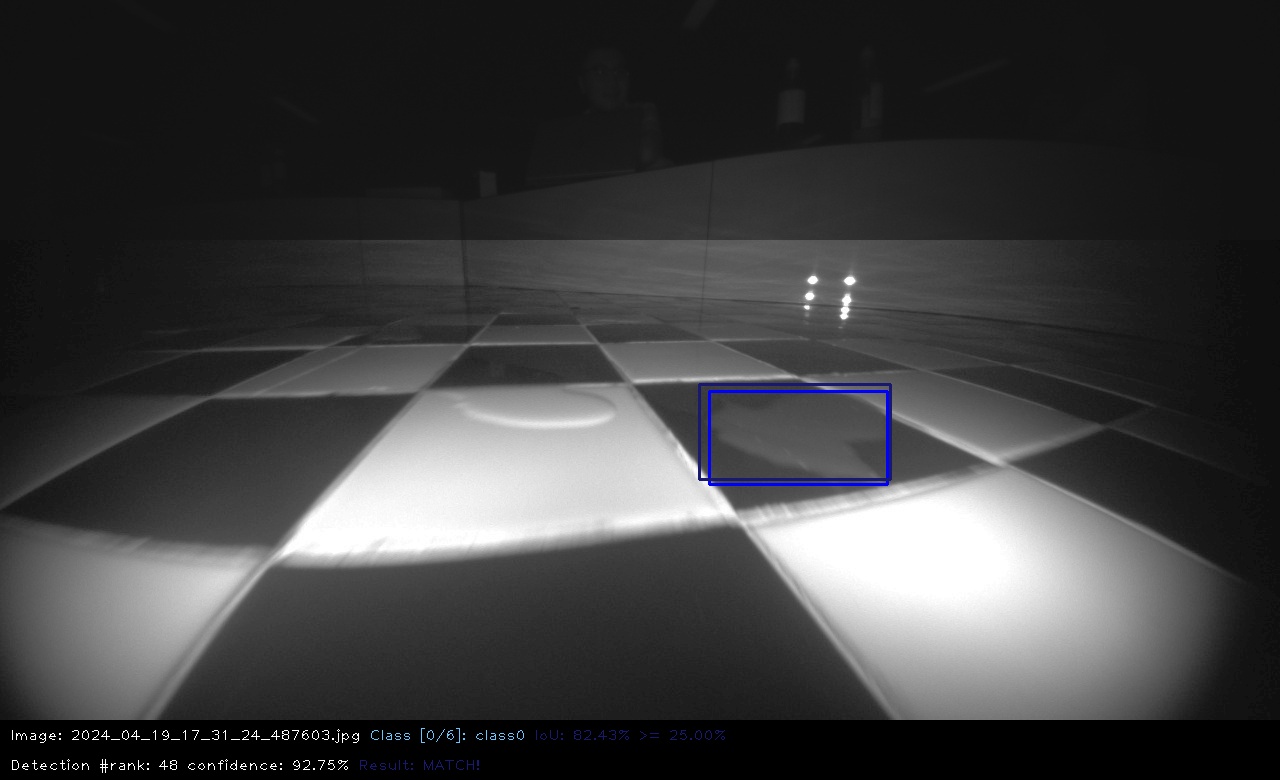 Image: 2024_04_19_17_31_24_487603.jpg Class [0/6]: class0 IoU: 82.43% >= 25.00%
Detection #rank: 48 confidence: 92.75% Result: MATCH!